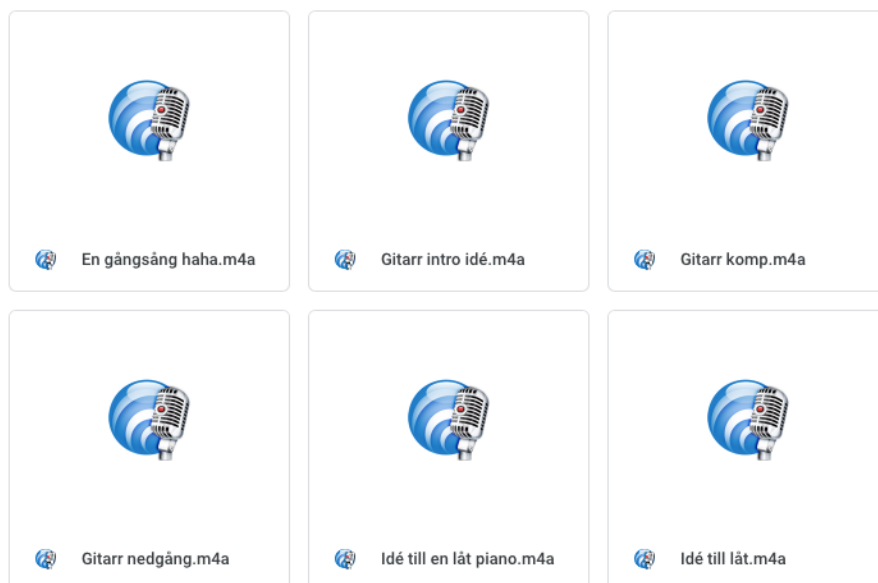 En gångsång haha.m4a
Gitarr intro idé.m4a
Gitarr komp.m4a
Gitarr nedgång.m4a
Idé till en låt piano.m4a
Idé till låt.m4a